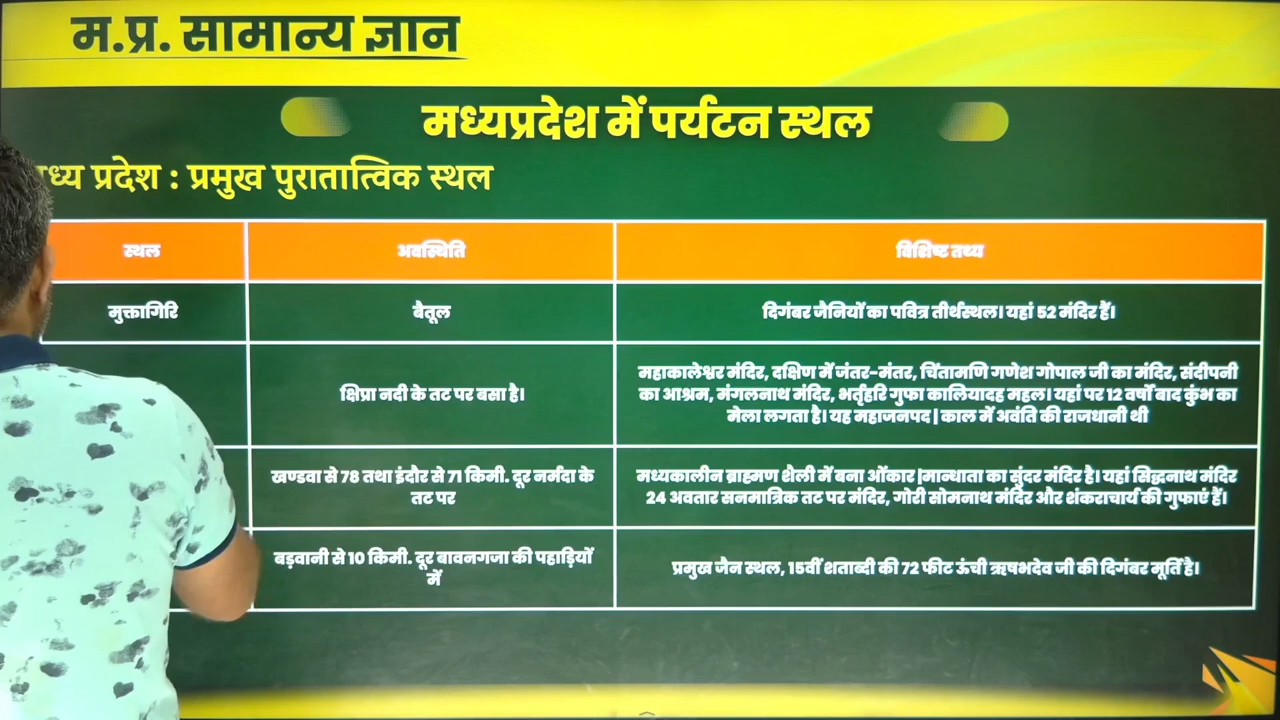 म.प्र. सामान्य ज्ञान
मध्यप्रदेश में पर्यटन स्थल
प्रदेश : प्रमुख पुरातात्विक स्थल
स्थल
अवस्थिति
विशिष्ट तथ्य
मुक्तागिरि
बैतूल
दिगंबर जैनियों का पवित्र तीर्थस्थल। यहां 52 मंदिर हैं।
क्षिप्रा नदी के तट पर बसा है।
महाकालेश्वर मंदिर, दक्षिण में जंतर-मंतर, चिंतामणि गणेश गोपाल जी का मंदिर, संदीपनी
का आश्रम, मंगलनाथ मंदिर, भर्तृहरि गुफा कालियादह महल। यहां पर 12 वर्षों बाद कुंभ का
मेला लगता है। यह महाजनपद | काल में अवंति की राजधानी थी
खण्डवा से 78 तथा इंदौर से 71 किमी. दूर नर्मदा के
तट पर
मध्यकालीन ब्राह्मण शैली में बना ओंकार |मान्धाता का सुंदर मंदिर है। यहां सिद्धनाथ मंदिर
24 अवतार सनमात्रिक तट पर मंदिर, गोरी सोमनाथ मंदिर और शंकराचार्य की गुफाएं हैं।
बड़वानी से 10 किमी. दूर बावनगजा की पहाड़ियों
में
प्रमुख जैन स्थल, 15वीं शताब्दी की 72 फीट ऊंची ऋषभदेव जी की दिगंबर मूर्ति है।